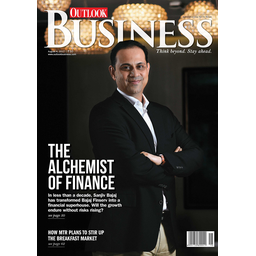 OUTLOOK
BUSINESS
Think beyond. Stay ahead.
THE
ALCHEMIST
OF FINANCE
In less than a decade, Sanjiv Bajaj
has transformed Bajaj Finserv into a
financial superhouse. Will the growth
endure without risks rising?
HOW MTR PLANS TO STIR UP
THE BREAKFAST MARKET